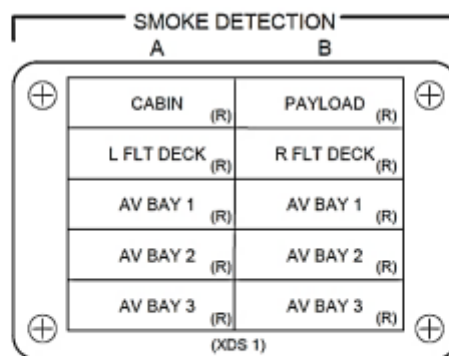 SMOKE DETECTION
A B
CABIN (R) PAYLOAD (R)
L FLT DECK (R) R FLT DECK (R)
AV BAY 1 (R) AV BAY 1 (R)
AV BAY 2 (R) AV BAY 2 (R)
AV BAY 3 (R) AV BAY 3 (R)
(XDS 1)